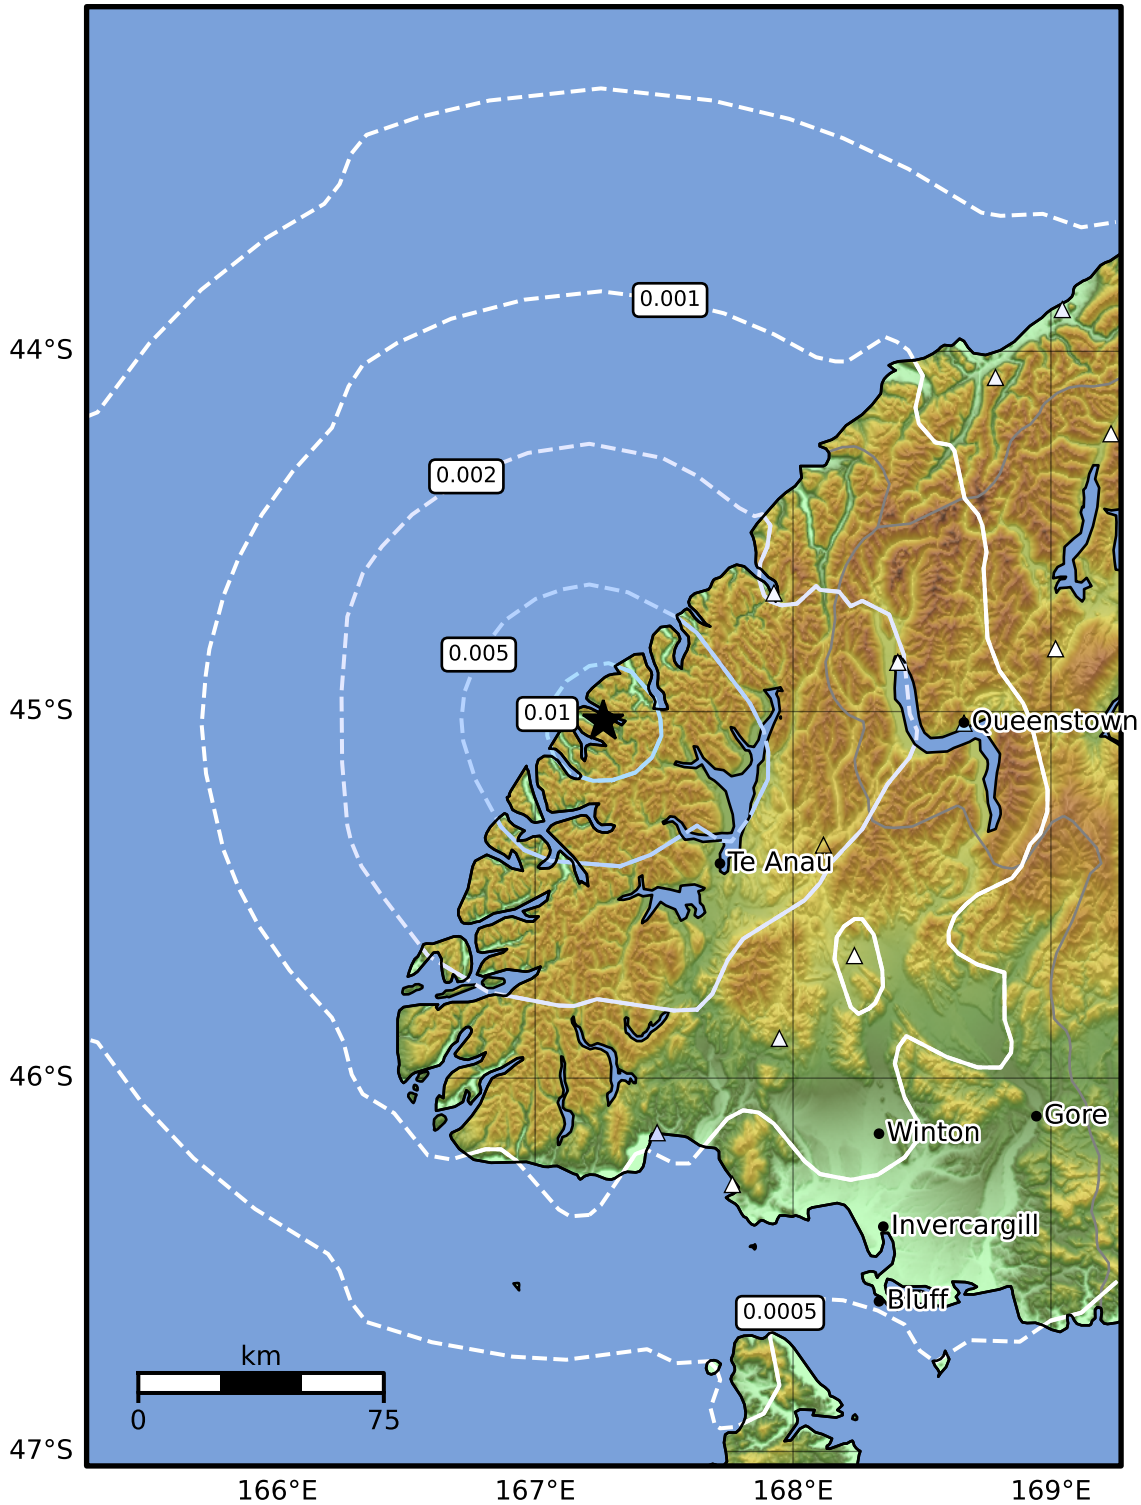 0.001
44°S
0.002
0.005
0.01
45°S
Queenstown
Te Anau
46°S
Gore
Winton
Invercargill
Bluff
0.0005
km
0
75
47°S
166°E
167°E
168°E
169°E